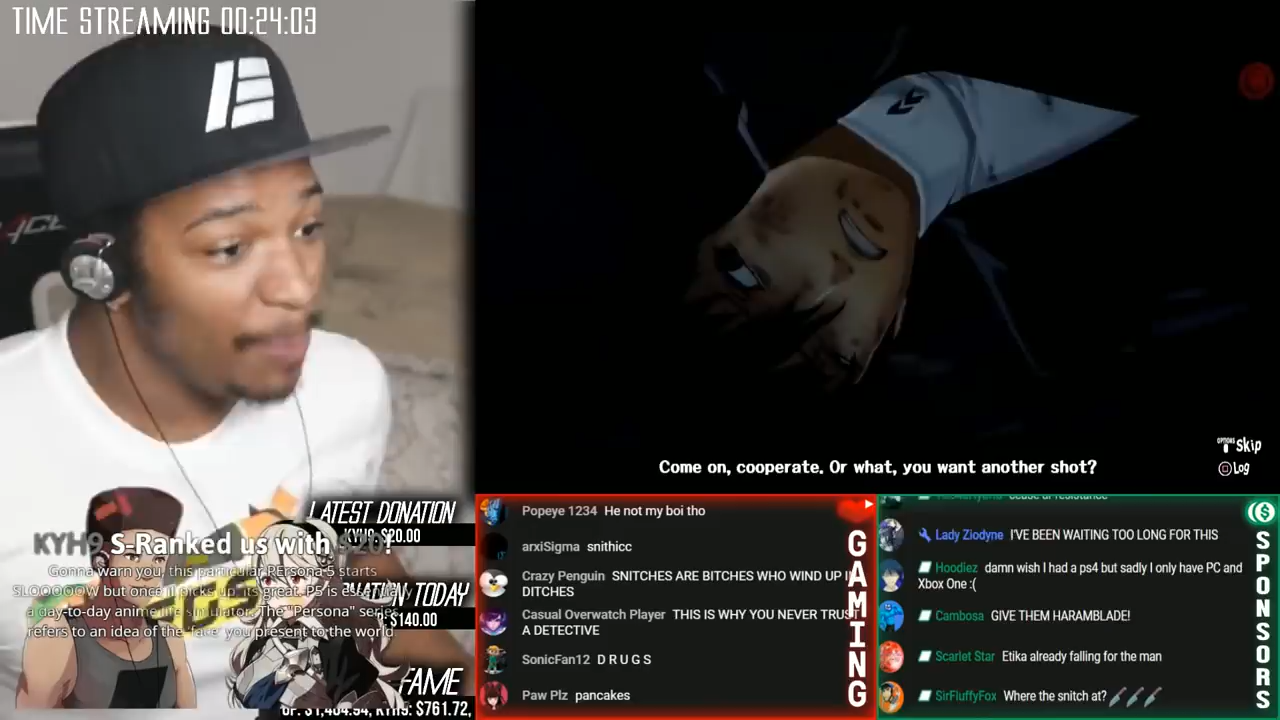 TIME STREAMING 00:24:03
OPTIONS Skip
Log
Come on, cooperate. Or what, you want another shot?
LATEST DONATION
KYH9: $20.00
KYH9 S-Ranked us with $20!
Gonna warn you, this particular PErsona 5 starts
SLOOOOOW but once it picks up its great. P5 is essentially
a day-to-day anime life simulator. The "Persona" series
refers to an idea of the 'face' you present to the world
TODAY
$140.00
FAME
$1,484.94, KYH9: $761.72,
Popeye 1234 He not my boi tho
arxiSigma snithicc
Crazy Penguin SNITCHES ARE BITCHES WHO WIND UP
DITCHES
Casual Overwatch Player THIS IS WHY YOU NEVER TRUST
A DETECTIVE
SonicFan12 D R U G S
Paw Plz pancakes
GAMING
Lady Zlodyne I'VE BEEN WAITING TOO LONG FOR THIS
Hoodiez damn wish I had a ps4 but sadly I only have PC and
Xbox One :(
Cambosa GIVE THEM HARAMBLADE!
Scarlet Star Etika already falling for the man
SirFluffyFox Where the snitch at?
SPONSORS